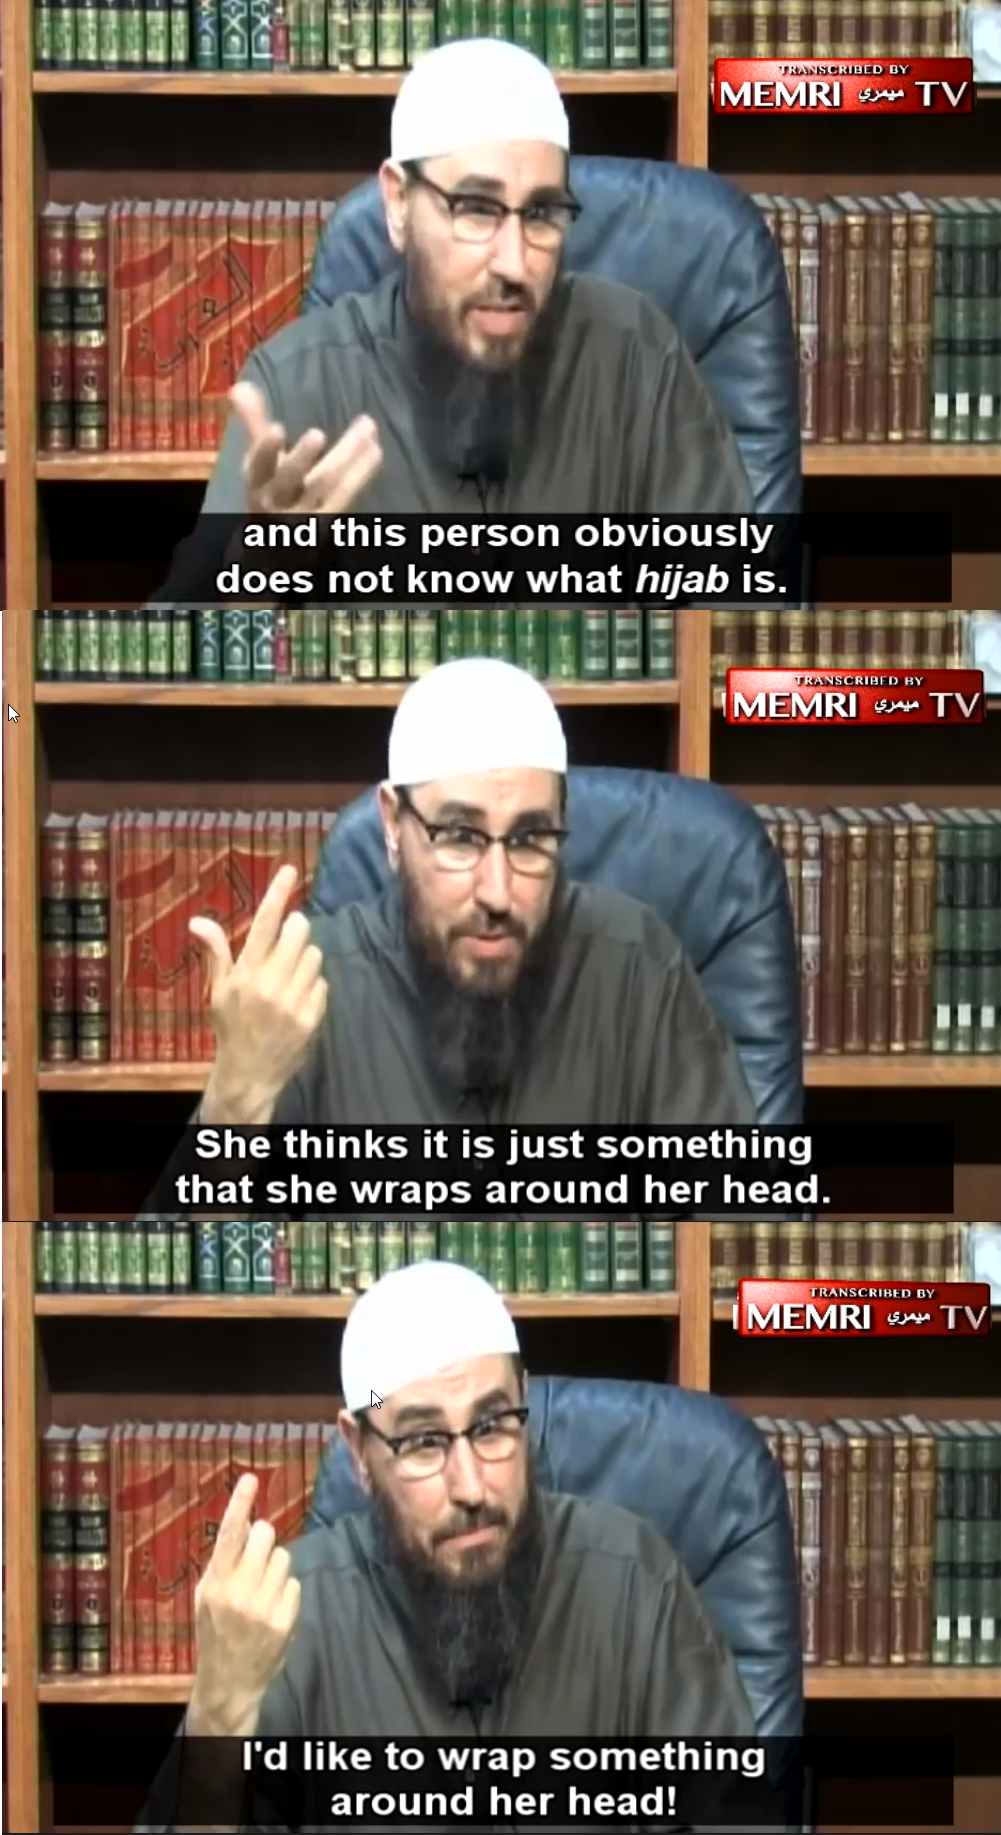 TRANSCRIBED BY
MEMRI ميمري TV
and this person obviously
does not know what hijab is.
TRANSCRIBED BY
MEMRI ميمري TV
She thinks it is just something
that she wraps around her head.
TRANSCRIBED BY
MEMRI ميمري TV
I'd like to wrap something
around her head!